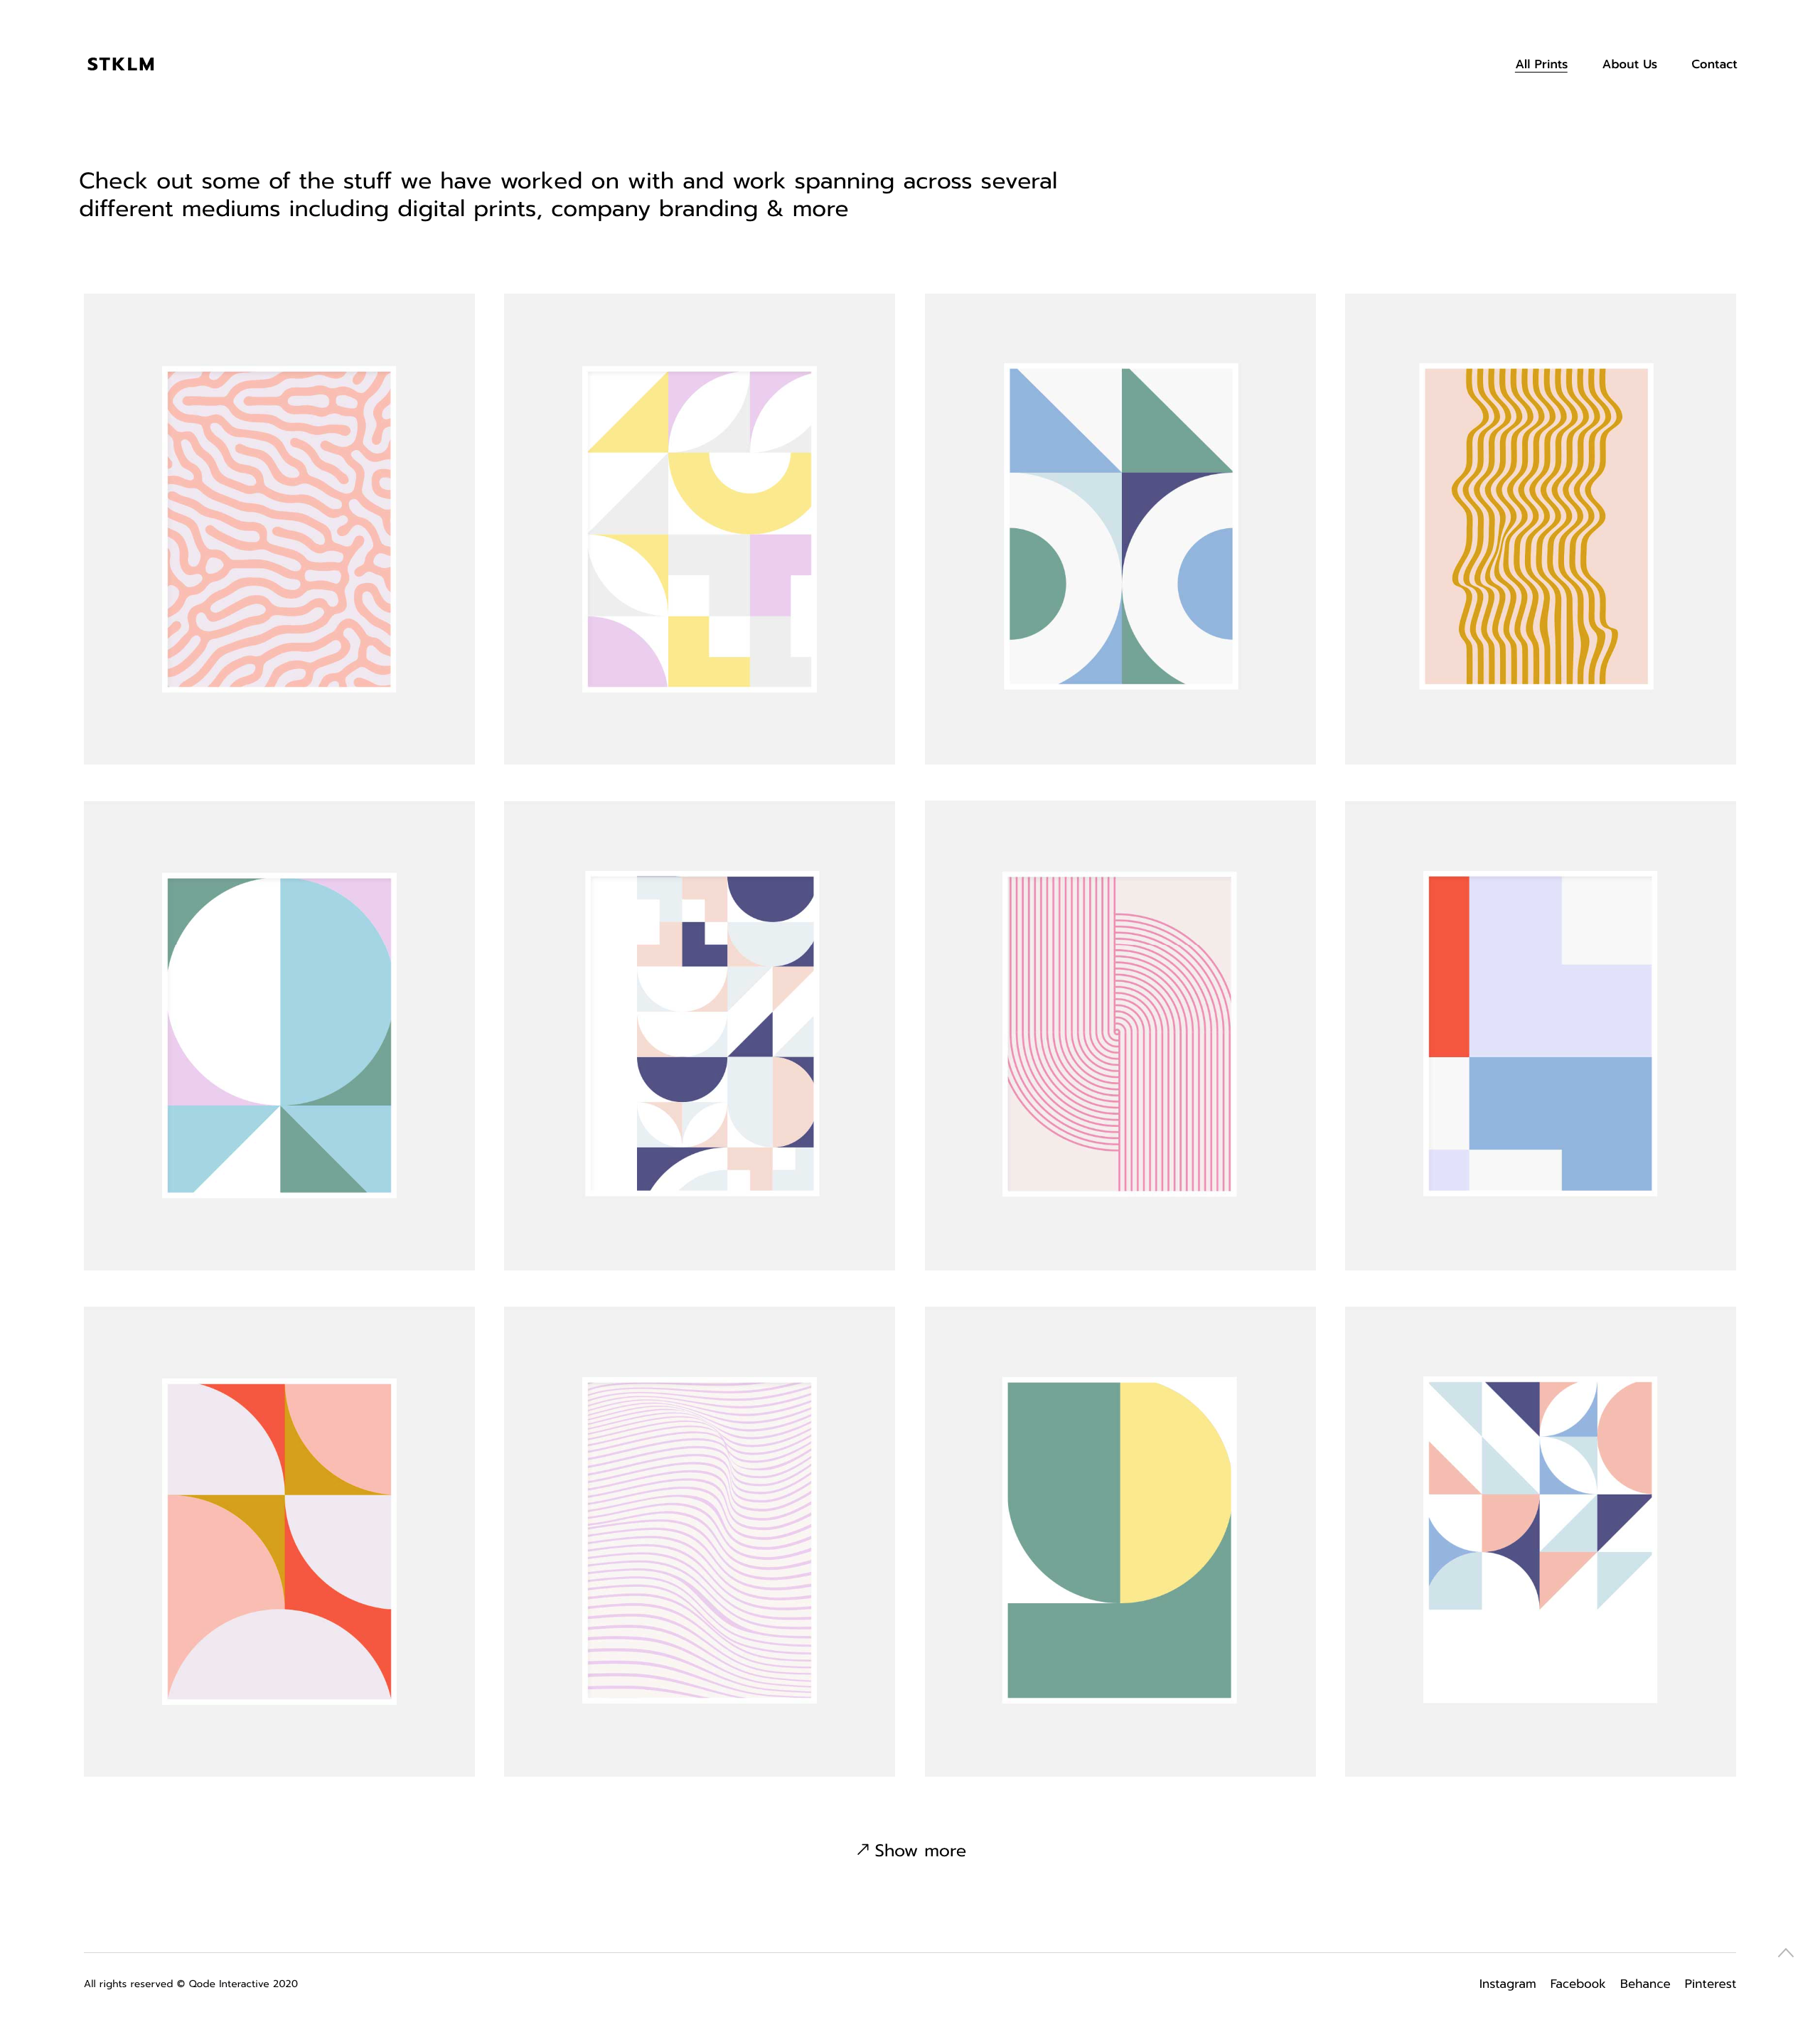 STKLM
All Prints
About Us
Contact
Check out some of the stuff we have worked on with and work spanning across several
different mediums including digital prints, company branding & more
Show more
All rights reserved © Qode Interactive 2020
Instagram
Facebook
Behance
Pinterest